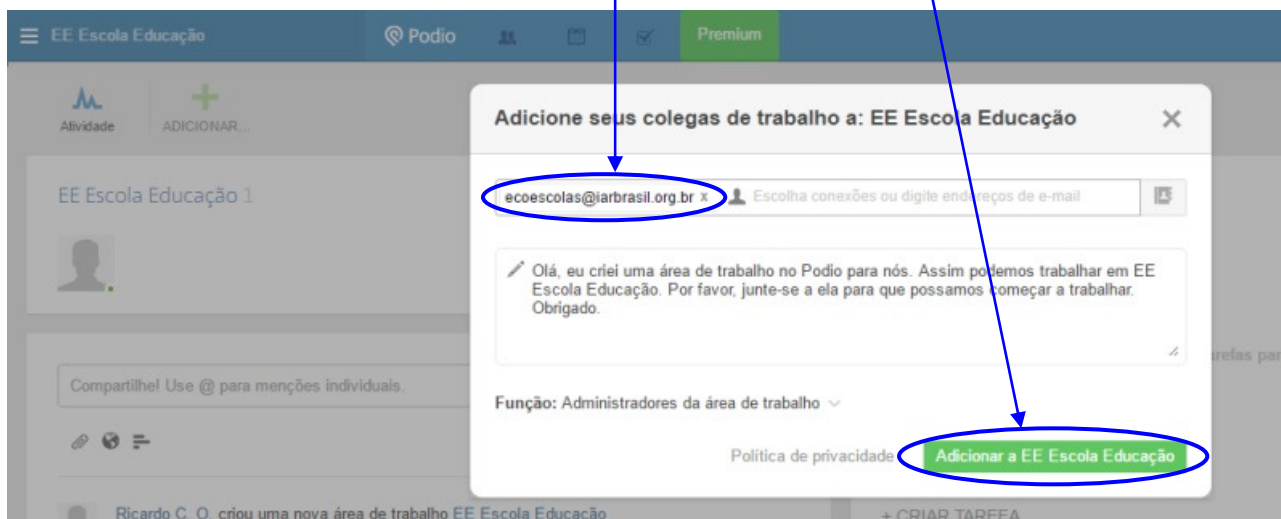 EE Escola Educação
Podio
Premium
Atividade
ADICIONAR...
Adicione seus colegas de trabalho a: EE Escola Educação
EE Escola Educação 1
ecoescolas@iarbrasil.org.br x Escolha conexões ou digite endereços de e-mail
Olá, eu criei uma área de trabalho no Podio para nós. Assim podemos trabalhar em EE
Escola Educação. Por favor, junte-se a ela para que possamos começar a trabalhar.
Obrigado.
arefas par
Compartilhe! Use @ para menções individuais.
Função: Administradores da área de trabalho
Política de privacidade
Adicionar a EE Escola Educação
Ricardo C. O. criou uma nova área de trabalho EE Escola Educação
+ CRIAR TAREFA